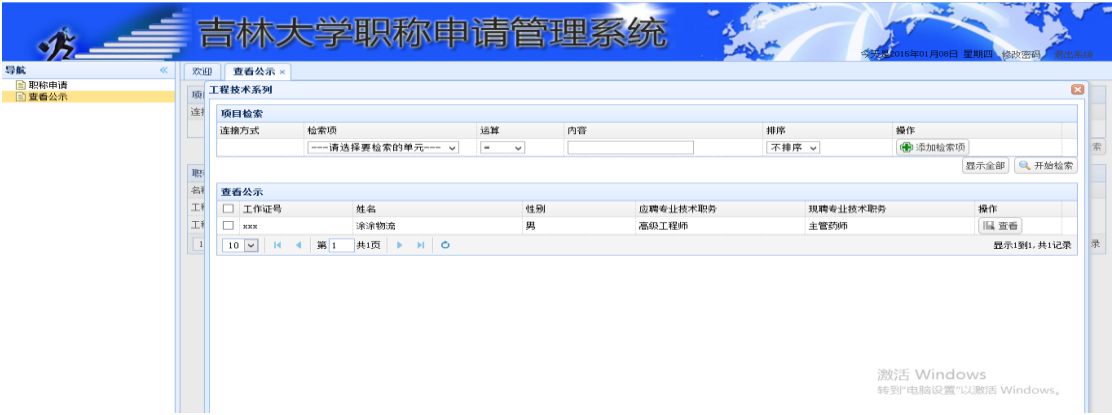 吉林大学职称申请管理系统
今天是2015年01月08日 星期四 修改密码 退出系统
导航
职称申请
查看公示
欢迎 查看公示
工程技术系列
项目检索
连接方式 检索项 运算 内容 排序 操作
---请选择要检索的单元--- = 不排序 添加检索项
显示全部 开始检索
查看公示
工作证号 姓名 性别 应聘专业技术职务 现聘专业技术职务 操作
xxx 涂涂物流 男 高级工程师 主管药师 查看
10 第 1 共1页 显示1到1,共1记录
激活 Windows
转到"电脑设置"以激活 Windows。